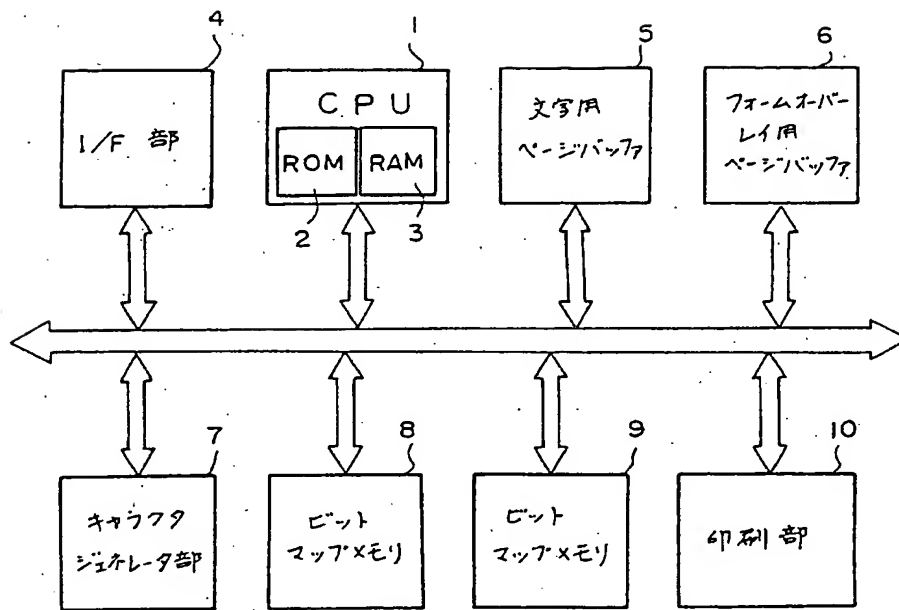 4
1
5
6
I/F 部
CPU
ROM
RAM
2
3
文字用
ページバッファ
フォームオーバー
レイ用
ページバッファ
7
8
9
10
キャラクタ
ジェネレータ部
ビット
マップメモリ
ビット
マップメモリ
印刷部